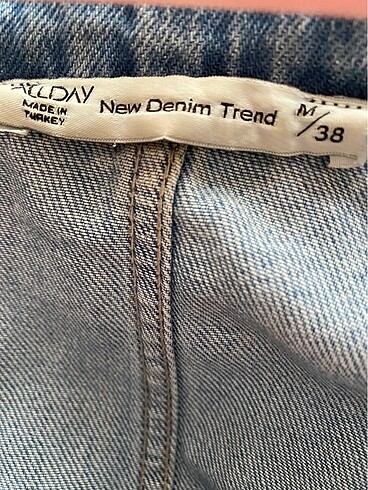 ALLDAY
MADE IN
TURKEY
New Denim Trend
M/38